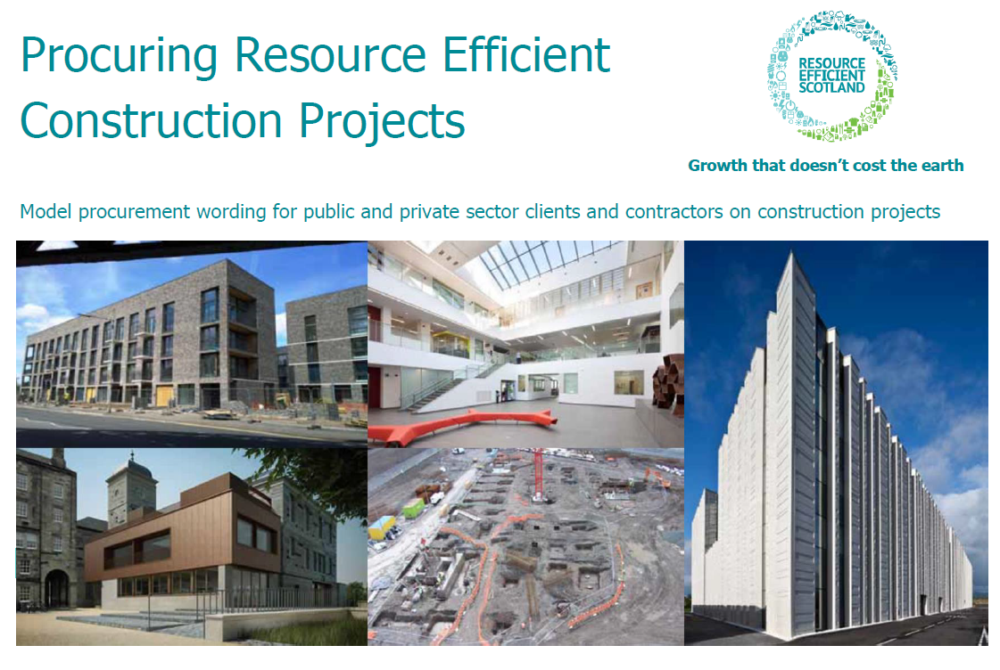 Procuring Resource Efficient
Construction Projects
RESOURCE
EFFICIENT
SCOTLAND
Growth that doesn’t cost the earth
Model procurement wording for public and private sector clients and contractors on construction projects